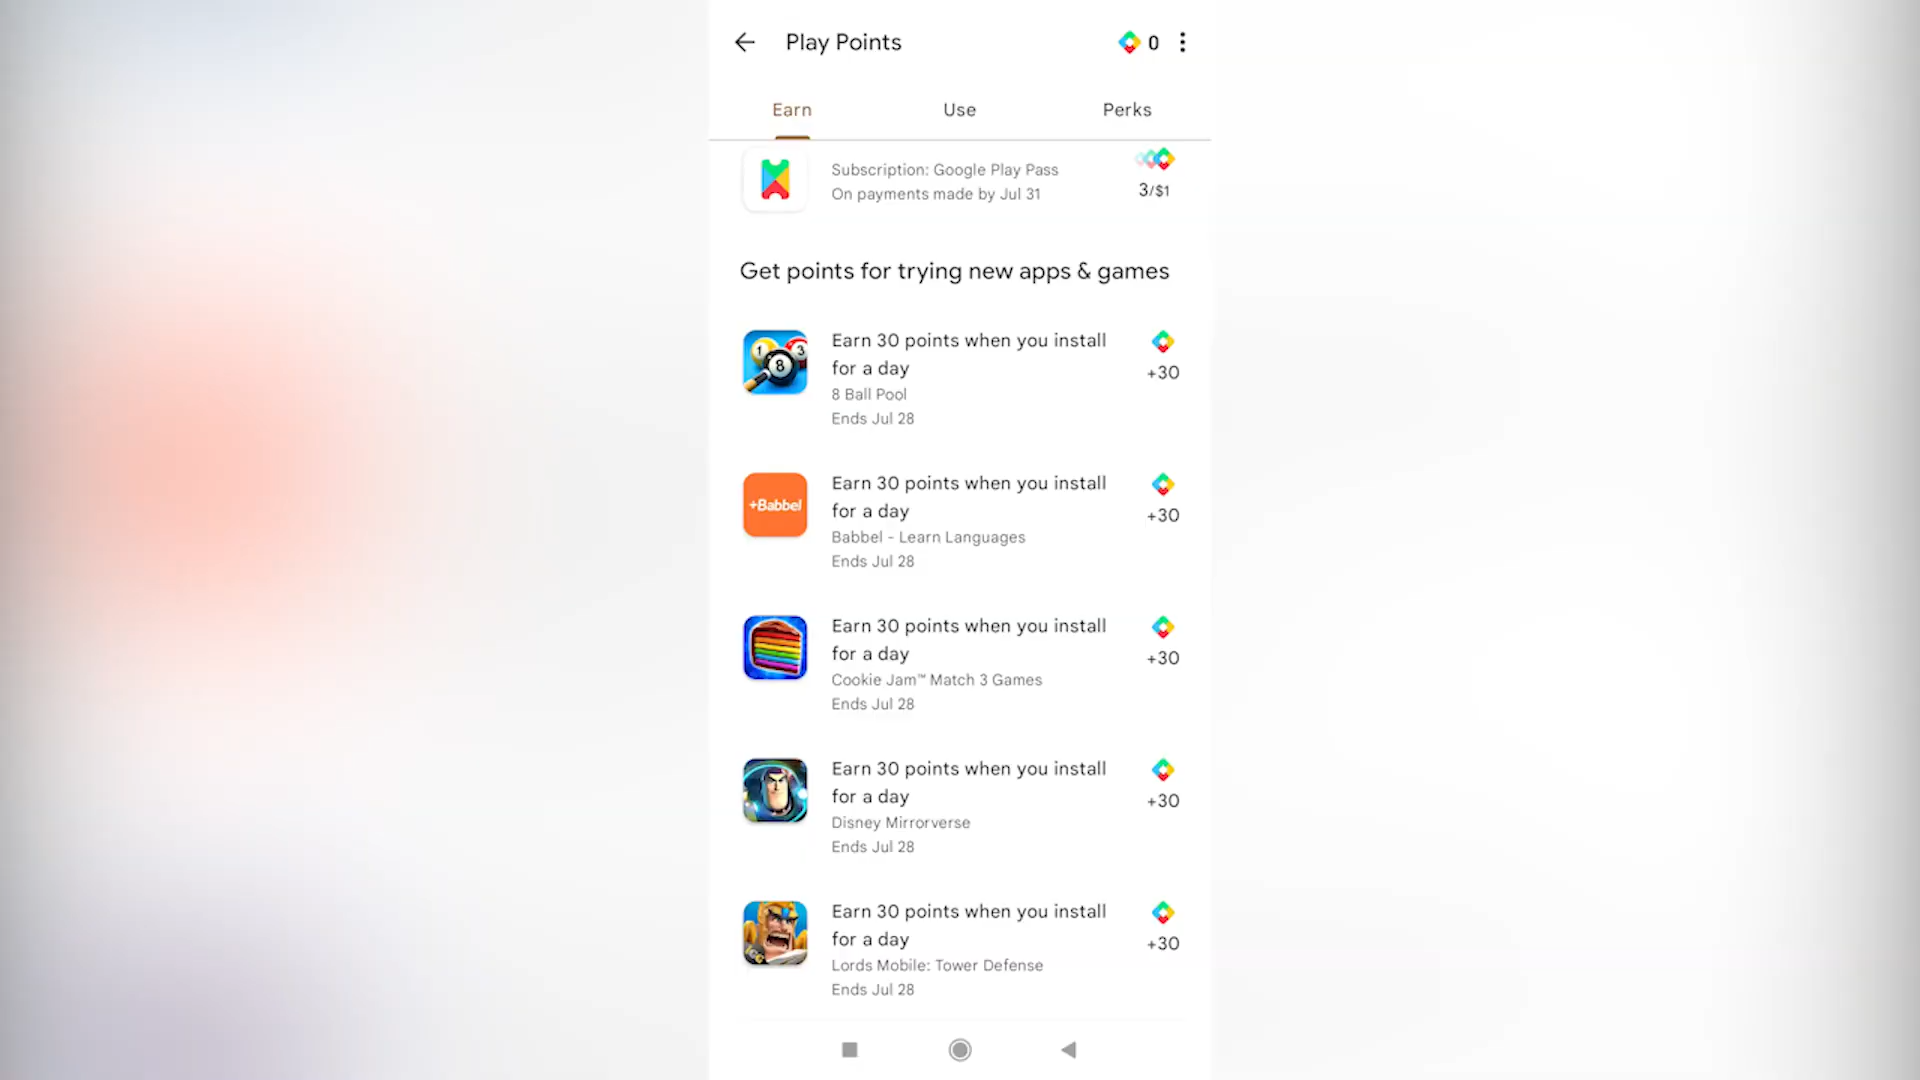 Play Points
0
Earn
Use
Perks
Subscription: Google Play Pass
On payments made by Jul 31
3/$1
Get points for trying new apps & games
1
3
8
Earn 30 points when you install
for a day
8 Ball Pool
Ends Jul 28
+30
+Babbel
Earn 30 points when you install
for a day
Babbel - Learn Languages
Ends Jul 28
+30
Earn 30 points when you install
for a day
Cookie Jam™ Match 3 Games
Ends Jul 28
+30
Earn 30 points when you install
for a day
Disney Mirrorverse
Ends Jul 28
+30
IGG
Earn 30 points when you install
for a day
Lords Mobile: Tower Defense
Ends Jul 28
+30